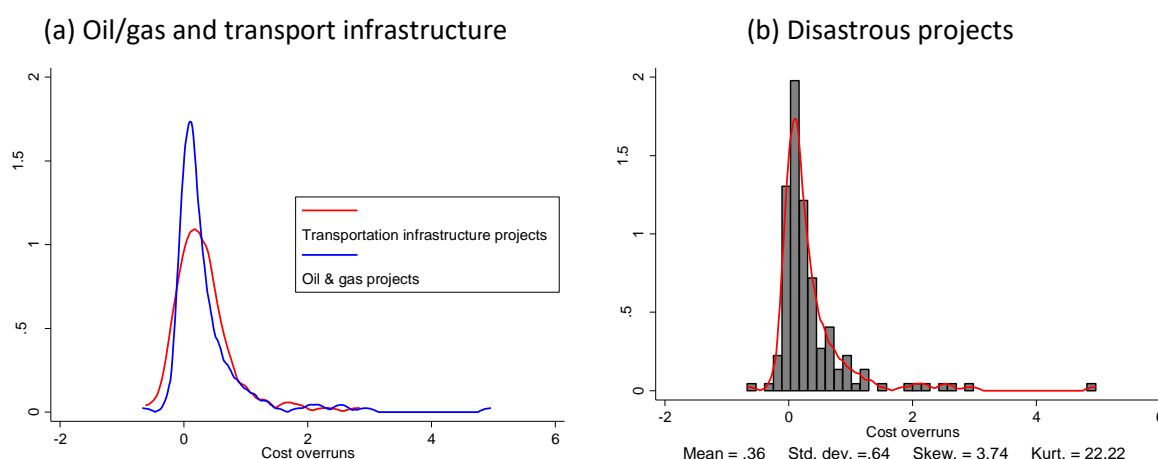 (a) Oil/gas and transport infrastructure
2
1.5
1
.5
0
Transportation infrastructure projects
Oil & gas projects
-2
0
2
4
6
Cost overruns
(b) Disastrous projects
2
1.5
1
.5
0
-2
0
2
4
6
Cost overruns
Mean = .36 Std. dev. =.64 Skew. = 3.74 Kurt. = 22.22